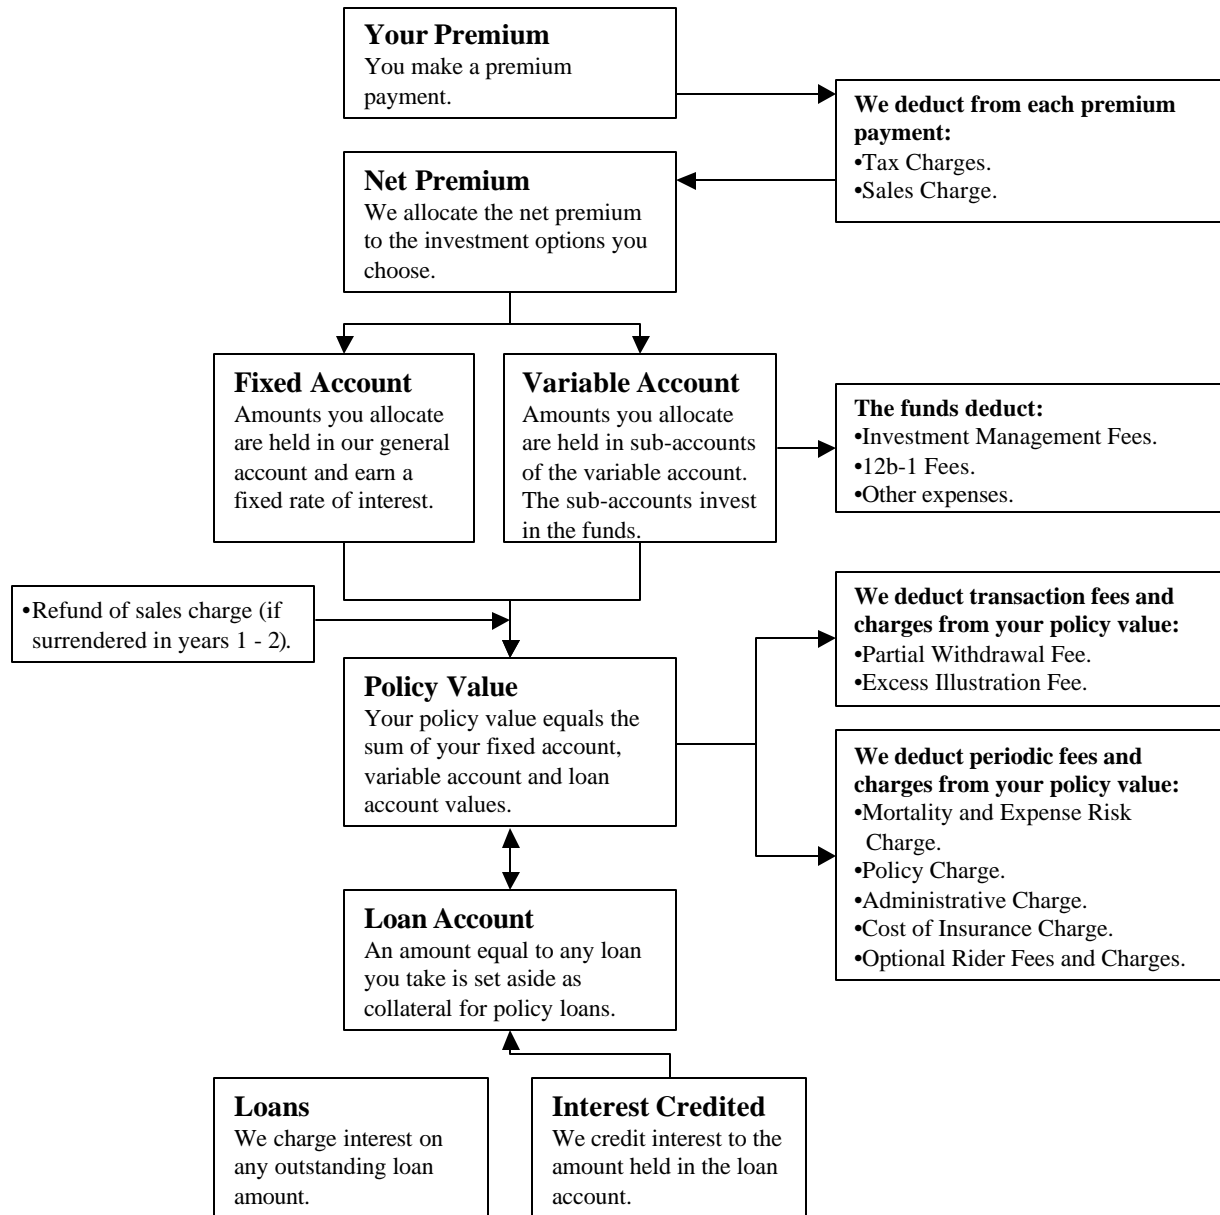 Your Premium
You make a premium
payment.
We deduct from each premium
payment:
•Tax Charges.
•Sales Charge.
Net Premium
We allocate the net premium
to the investment options you
choose.
Fixed Account
Amounts you allocate
are held in our general
account and earn a
fixed rate of interest.
Variable Account
Amounts you allocate
are held in sub-accounts
of the variable account.
The sub-accounts invest
in the funds.
The funds deduct:
•Investment Management Fees.
•12b-1 Fees.
•Other expenses.
•Refund of sales charge (if
surrendered in years 1 - 2).
We deduct transaction fees and
charges from your policy value:
•Partial Withdrawal Fee.
•Excess Illustration Fee.
Policy Value
Your policy value equals the
sum of your fixed account,
variable account and loan
account values.
We deduct periodic fees and
charges from your policy value:
•Mortality and Expense Risk
Charge.
•Policy Charge.
•Administrative Charge.
•Cost of Insurance Charge.
•Optional Rider Fees and Charges.
Loan Account
An amount equal to any loan
you take is set aside as
collateral for policy loans.
Loans
We charge interest on
any outstanding loan
amount.
Interest Credited
We credit interest to the
amount held in the loan
account.